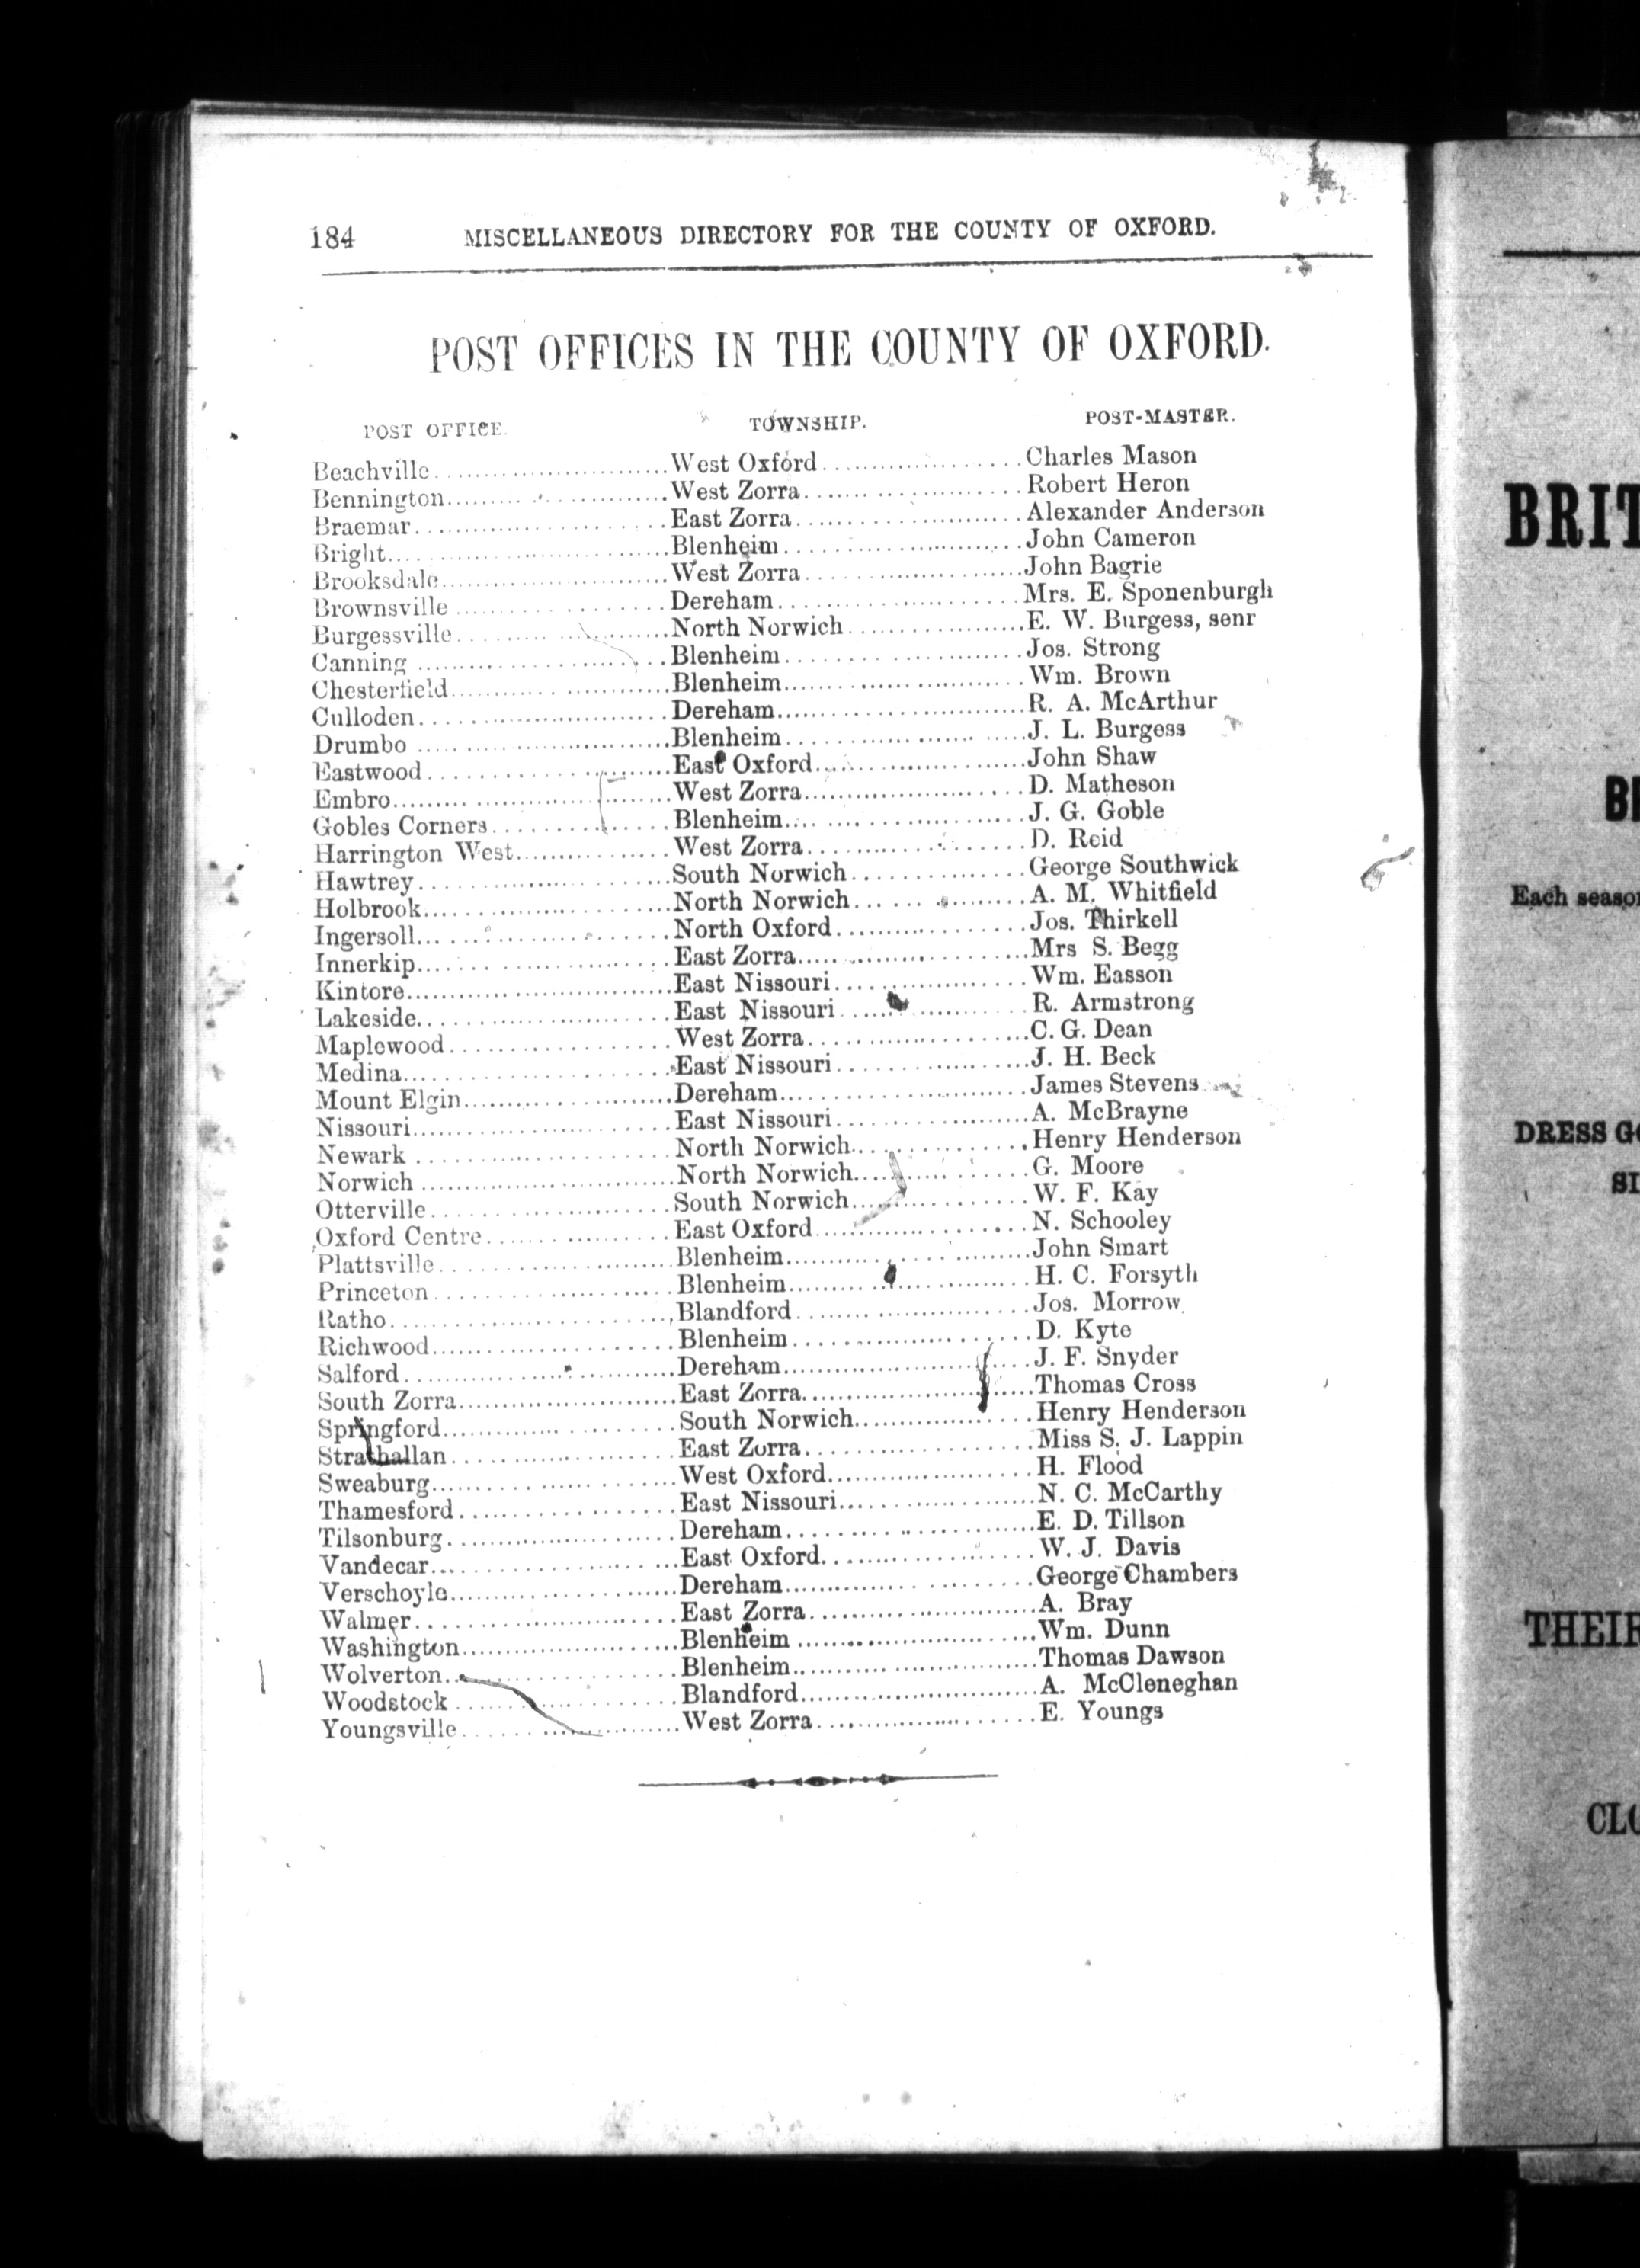 184 MISCELLANEOUS DIRECTORY FOR THE COUNTY OF OXFORD.
POST OFFICES IN THE COUNTY OF OXFORD.
POST OFFICE. TOWNSHIP. POST-MASTER.
Beachville West Oxford Charles Mason
Bennington West Zorra Robert Heron
Braemar East Zorra Alexander Anderson
Bright Blenheim John Cameron
Brooksdale West Zorra John Bagrie
Brownsville Dereham Mrs. E. Sponenburgh
Burgessville North Norwich E. W. Burgess, senr
Canning Blenheim Jos. Strong
Chesterfield Blenheim Wm. Brown
Culloden Dereham R. A. McArthur
Drumbo Blenheim J. L. Burgess
Eastwood East Oxford John Shaw
Embro West Zorra D. Matheson
Gobles Corners Blenheim J. G. Goble
Harrington West West Zorra D. Reid
Hawtrey South Norwich George Southwick
Holbrook North Norwich A. M. Whitfield
Ingersoll North Oxford Jos. Thirkell
Innerkip East Zorra Mrs S. Begg
Kintore East Nissouri Wm. Easson
Lakeside East Nissouri R. Armstrong
Maplewood West Zorra C. G. Dean
Medina East Nissouri J. H. Beck
Mount Elgin Dereham James Stevens
Nissouri East Nissouri A. McBrayne
Newark North Norwich Henry Henderson
Norwich North Norwich G. Moore
Otterville South Norwich W. F. Kay
Oxford Centre East Oxford N. Schooley
Plattsville Blenheim John Smart
Princeton Blenheim H. C. Forsyth
Ratho Blandford Jos. Morrow
Richwood Blenheim D. Kyte
Salford Dereham J. F. Snyder
South Zorra East Zorra Thomas Cross
Springford South Norwich Henry Henderson
Strathallan East Zorra Miss S. J. Lappin
Sweaburg West Oxford H. Flood
Thamesford East Nissouri N. C. McCarthy
Tilsonburg Dereham E. D. Tillson
Vandecar East Oxford W. J. Davis
Verschoyle Dereham George Chambers
Walmer East Zorra A. Bray
Washington Blenheim Wm. Dunn
Wolverton Blenheim Thomas Dawson
Woodstock Blandford A. McCleneghan
Youngsville West Zorra E. Youngs
BRIT
Each
DRESS
THEIR